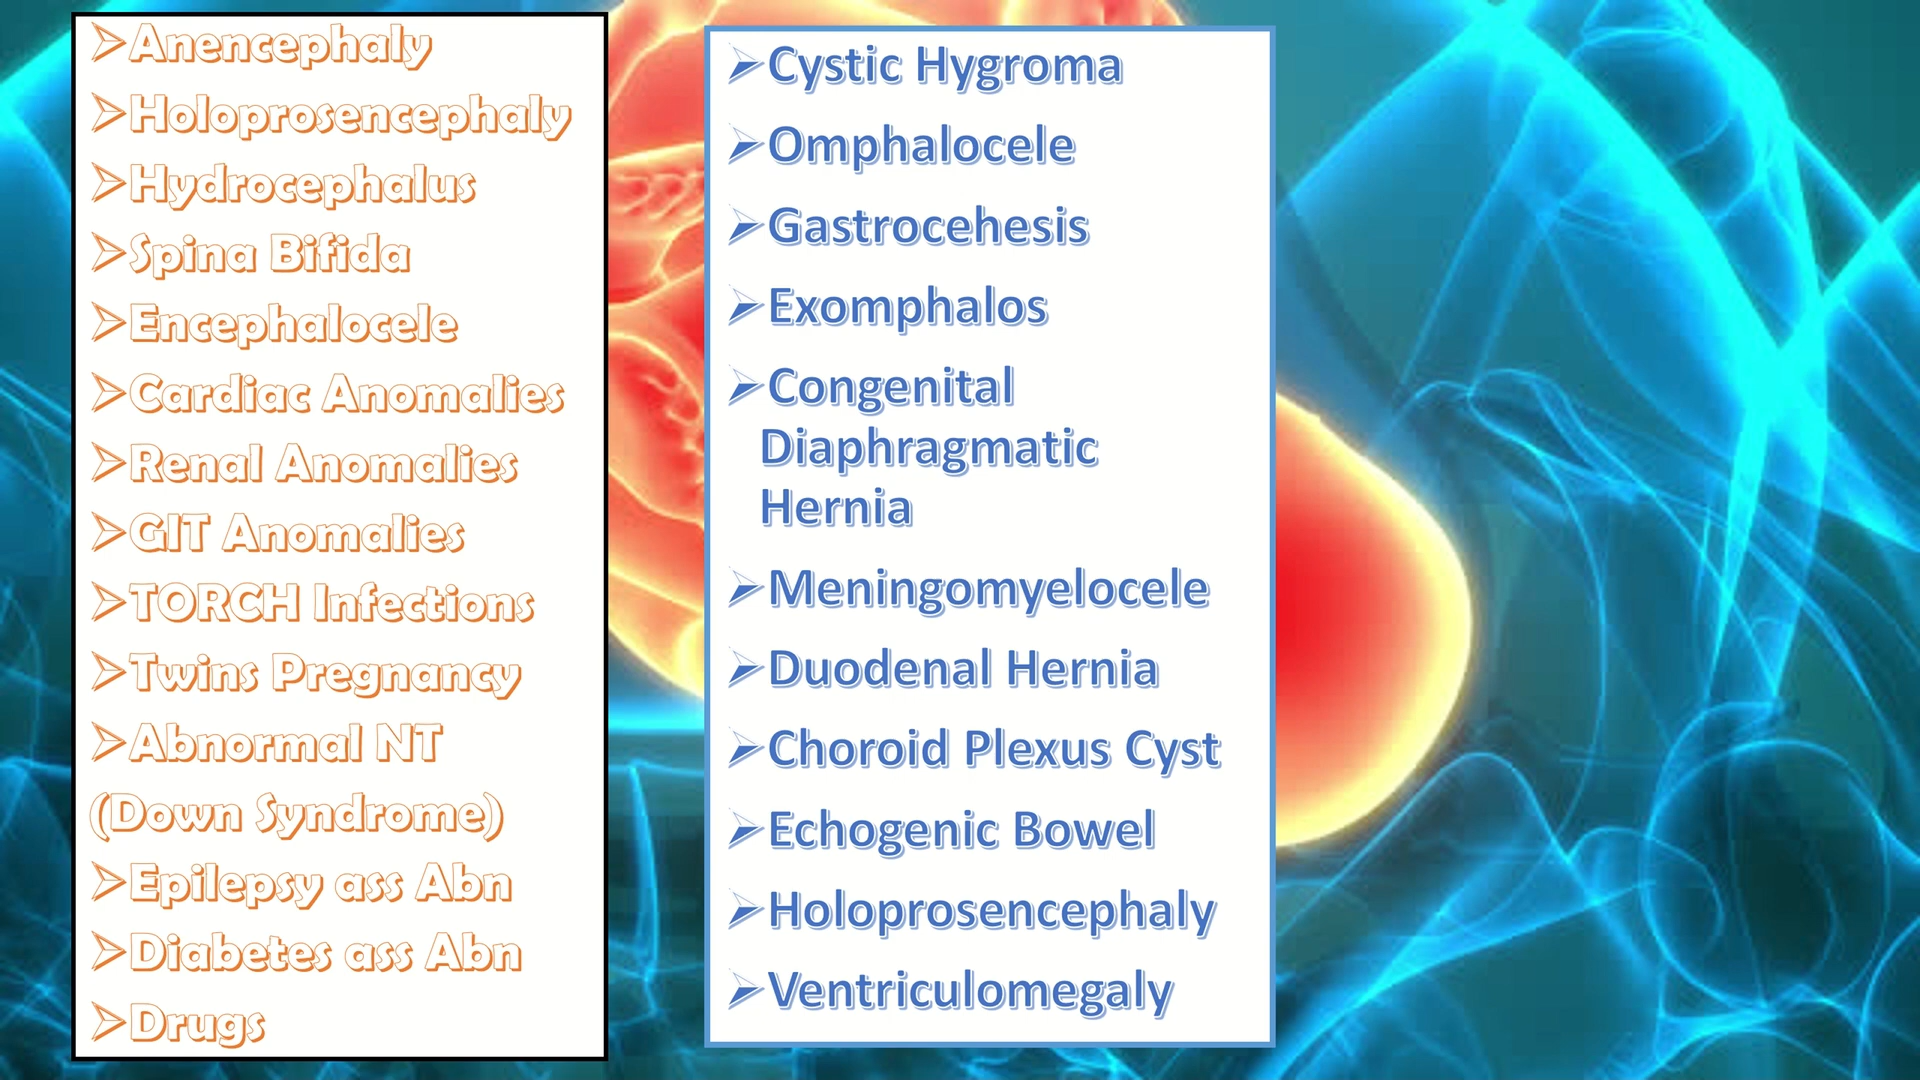 ➢Anencephaly
➢Holoprosencephaly
➢Hydrocephalus
➢Spina Bifida
➢Encephalocele
➢Cardiac Anomalies
➢Renal Anomalies
➢GIT Anomalies
➢TORCH Infections
➢Twins Pregnancy
➢Abnormal NT
(Down Syndrome)
➢Epilepsy ass Abn
➢Diabetes ass Abn
➢Drugs
➢Cystic Hygroma
➢Omphalocele
➢Gastrocehesis
➢Exomphalos
➢Congenital
Diaphragmatic
Hernia
➢Meningomyelocele
➢Duodenal Hernia
➢Choroid Plexus Cyst
➢Echogenic Bowel
➢Holoprosencephaly
➢Ventriculomegaly